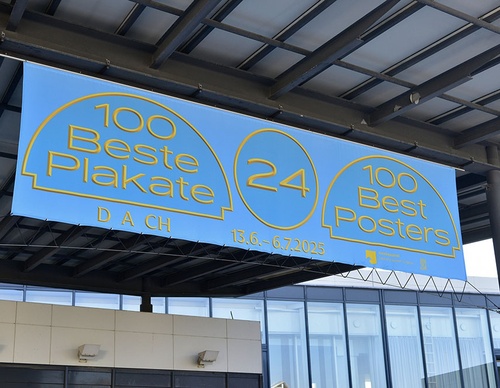 100
Beste
Plakate
D A CH
24
13.6. – 6.7.2025
100
Best
Posters